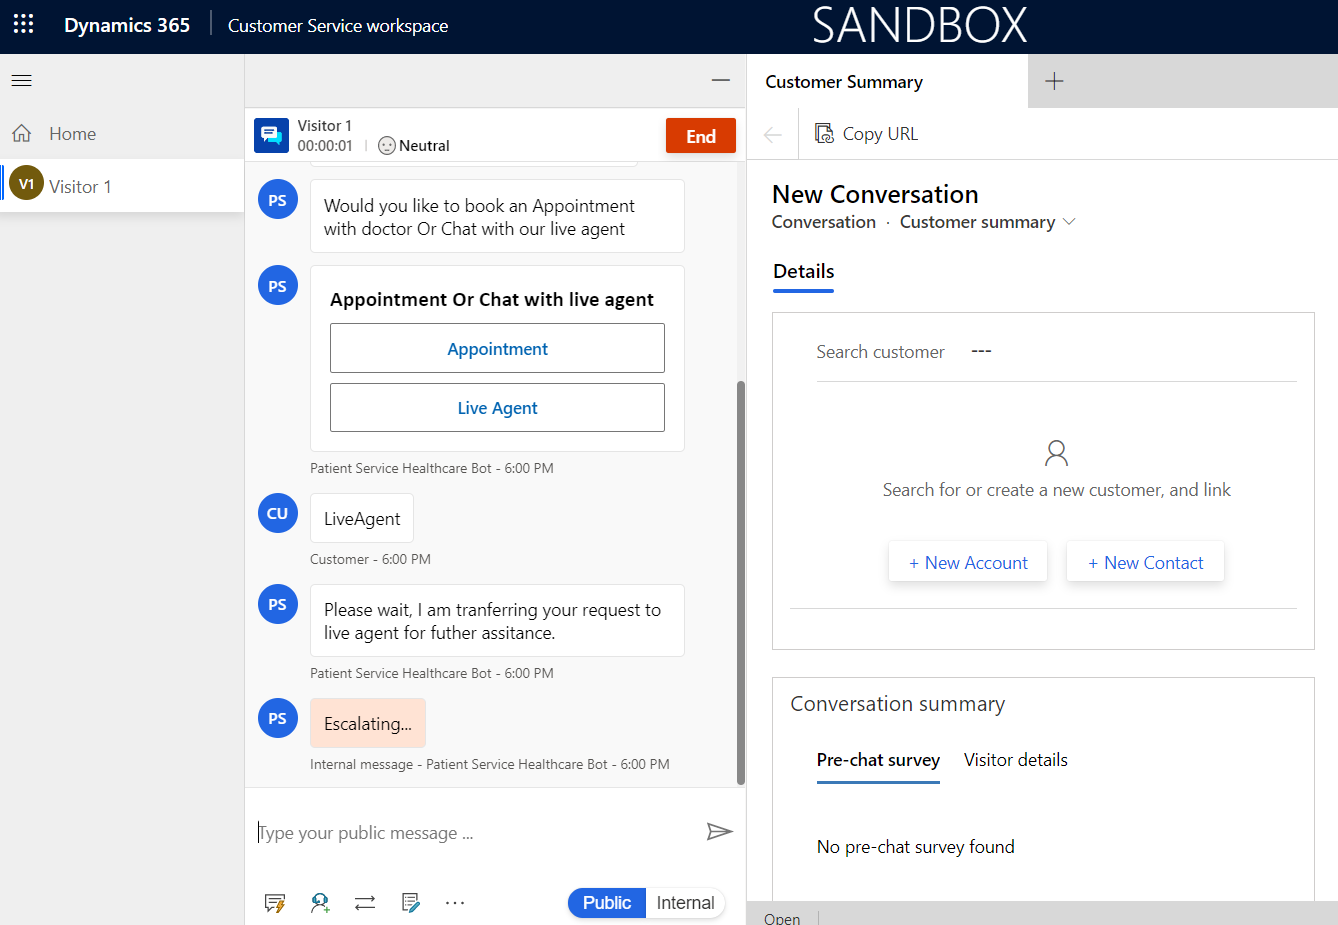 Dynamics 365
Customer Service workspace
SANDBOX
Home
V1
Visitor 1
Visitor 1
00:00:01
Neutral
End
PS
Would you like to book an Appointment
with doctor Or Chat with our live agent
PS
Appointment Or Chat with live agent
Appointment
Live Agent
Patient Service Healthcare Bot - 6:00 PM
CU
LiveAgent
Customer - 6:00 PM
PS
Please wait, I am tranferring your request to
live agent for futher assitance.
Patient Service Healthcare Bot - 6:00 PM
PS
Escalating...
Internal message - Patient Service Healthcare Bot - 6:00 PM
Type your public message ...
Public
Internal
Customer Summary
Copy URL
New Conversation
Conversation · Customer summary
Details
Search customer ---
Search for or create a new customer, and link
+ New Account
+ New Contact
Conversation summary
Pre-chat survey
Visitor details
No pre-chat survey found
Open